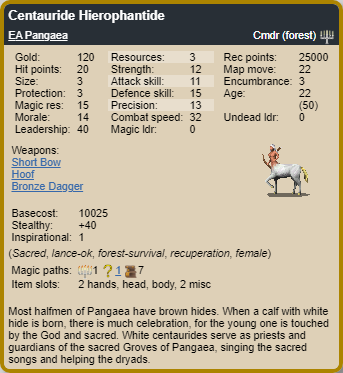 Centauride Hierophantide
EA Pangaea Cmdr (forest)
Gold: 120 Resources: 3 Rec points: 25000
Hit points: 20 Strength: 12 Map move: 22
Size: 3 Attack skill: 11 Encumbrance: 3
Protection: 3 Defence skill: 15 Age: 22
Magic res: 15 Precision: 13 (50)
Morale: 14 Combat speed: 32 Undead ldr: 0
Leadership: 40 Magic ldr: 0
Weapons:
Short Bow
Hoof
Bronze Dagger
Basecost: 10025
Stealthy: +40
Inspirational: 1
(Sacred, lance-ok, forest-survival, recuperation, female)
Magic paths: 1 ? 1 7
Item slots: 2 hands, head, body, 2 misc
Most halfmen of Pangaea have brown hides. When a calf with white
hide is born, there is much celebration, for the young one is touched
by the God and sacred. White centaurides serve as priests and
guardians of the sacred Groves of Pangaea, singing the sacred
songs and helping the dryads.